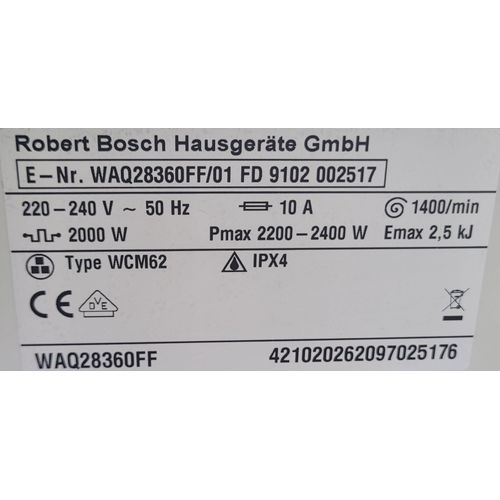 Robert Bosch Hausgeräte GmbH
E-Nr. WAQ28360FF/01 FD 9102 002517
220-240 V ~ 50 Hz 10 A 1400/min
2000 W Pmax 2200-2400 W Emax 2,5 kJ
Type WCM62 IPX4
CE DVE
WAQ28360FF 421020262097025176